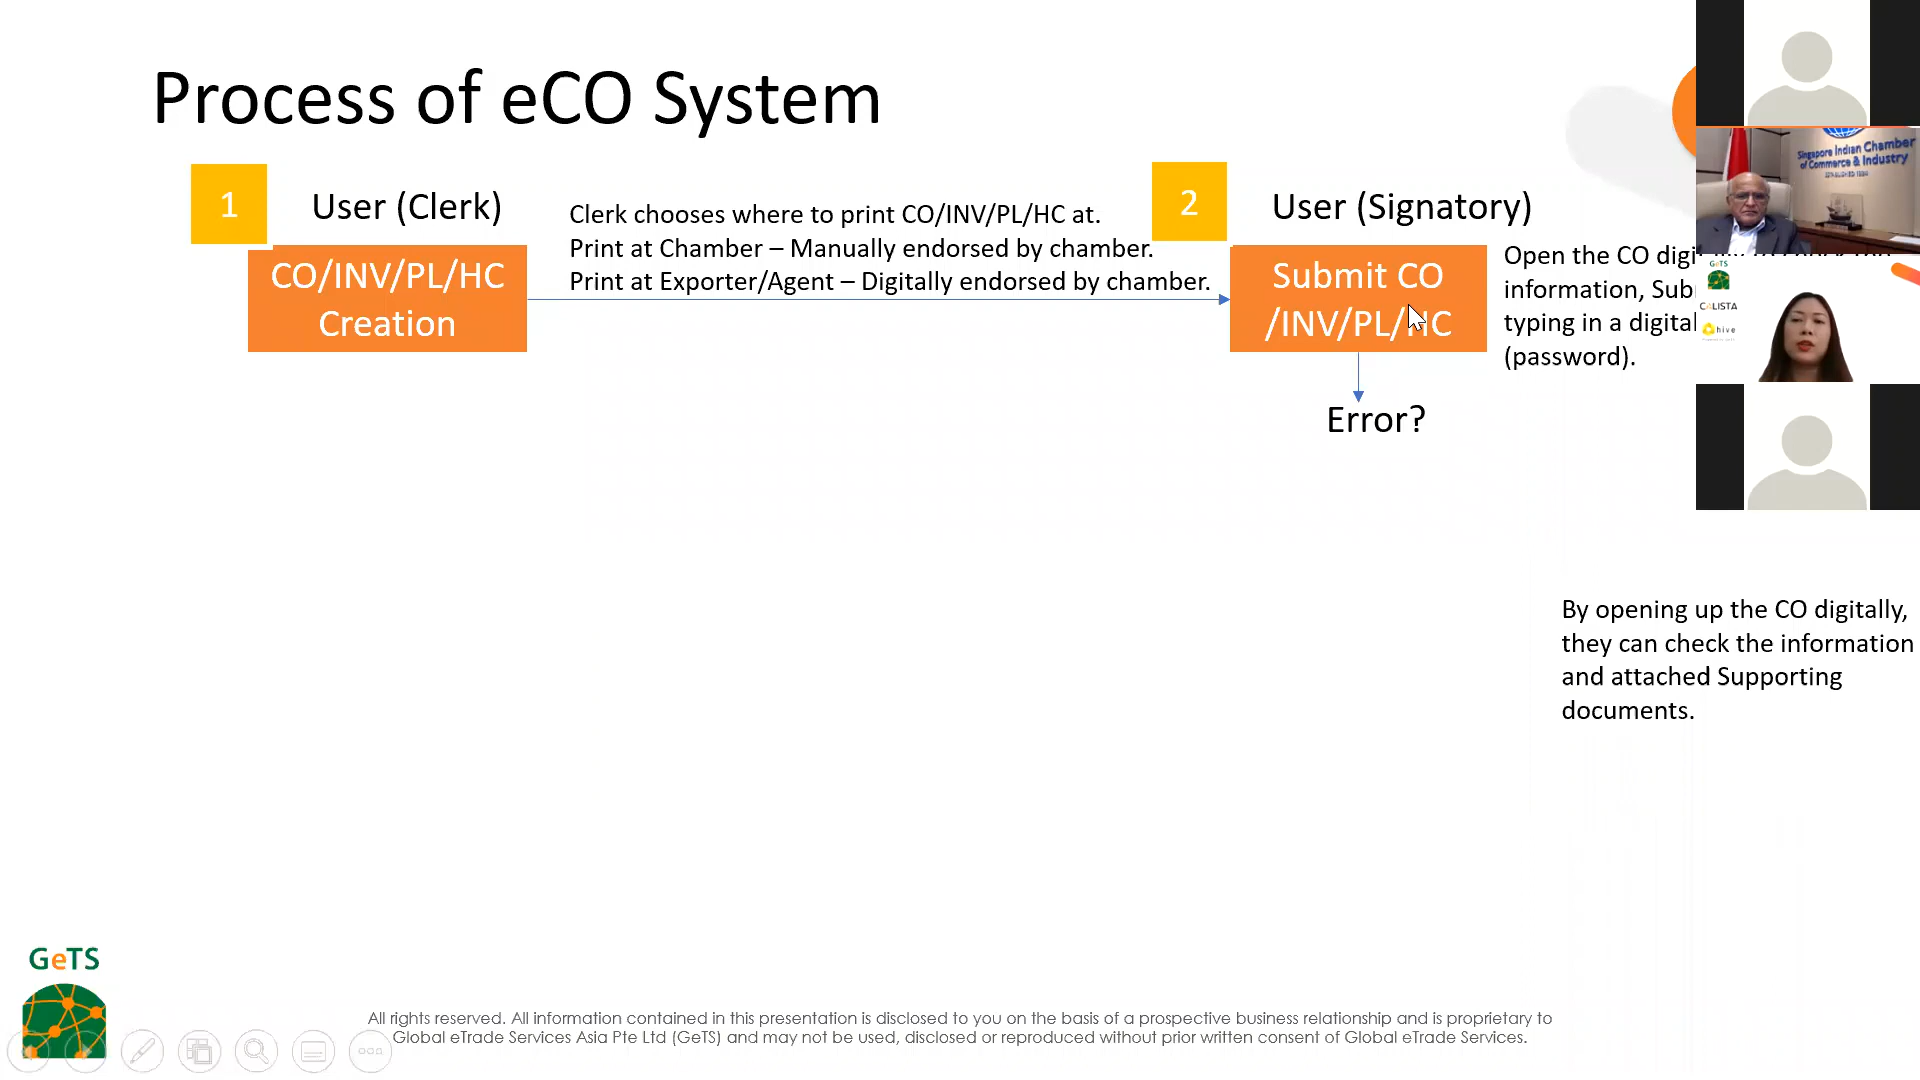 Process of eCO System
1
User (Clerk)
CO/INV/PL/HC
Creation
Clerk chooses where to print CO/INV/PL/HC at.
Print at Chamber – Manually endorsed by chamber.
Print at Exporter/Agent – Digitally endorsed by chamber.
2
User (Signatory)
Submit CO
/INV/PL/HC
Open the CO
information,
typing in a digital
(password).
Error?
By opening up the CO digitally,
they can check the information
and attached Supporting
documents.
Singapore Indian Chamber
of Commerce & Industry
GeTS
CALISTA
hive
GeTS
All rights reserved. All information contained in this presentation is disclosed to you on the basis of a prospective business relationship and is proprietary to
Global eTrade Services Asia Pte Ltd (GeTS) and may not be used, disclosed or reproduced without prior written consent of Global eTrade Services.